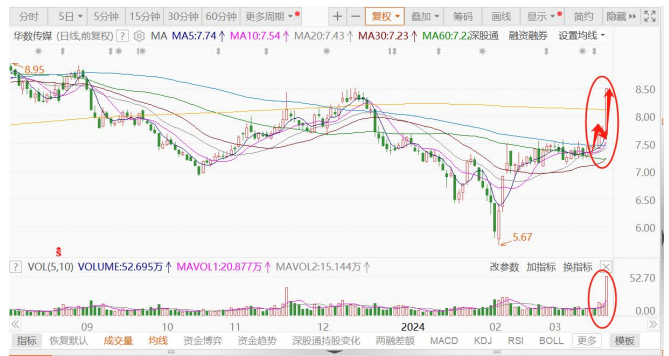 分时 5日 5分钟 15分钟 30分钟 60分钟 更多周期 复权 叠加 筹码 画线 显示 简约 隐藏
华数传媒 (日线,前复权) ? MA MA5:7.74↑ MA10:7.54↑ MA20:7.43↑ MA30:7.23↑ MA60:7.2 深股通 融资融券 设置均线
8.95
8.50
8.00
7.50
7.00
6.50
6.00
5.67
S
? VOL(5,10) VOLUME:52.695万↑ MAVOL1:20.877万↑ MAVOL2:15.144万↑ 改参数 加指标 换指标 ×
52.70
0.00
09 10 11 12 2024 02 03
指标 恢复默认 成交量 均线 资金博弈 资金趋势 深股通持股变化 两融差额 MACD KDJ RSI BOLL 更多 模板